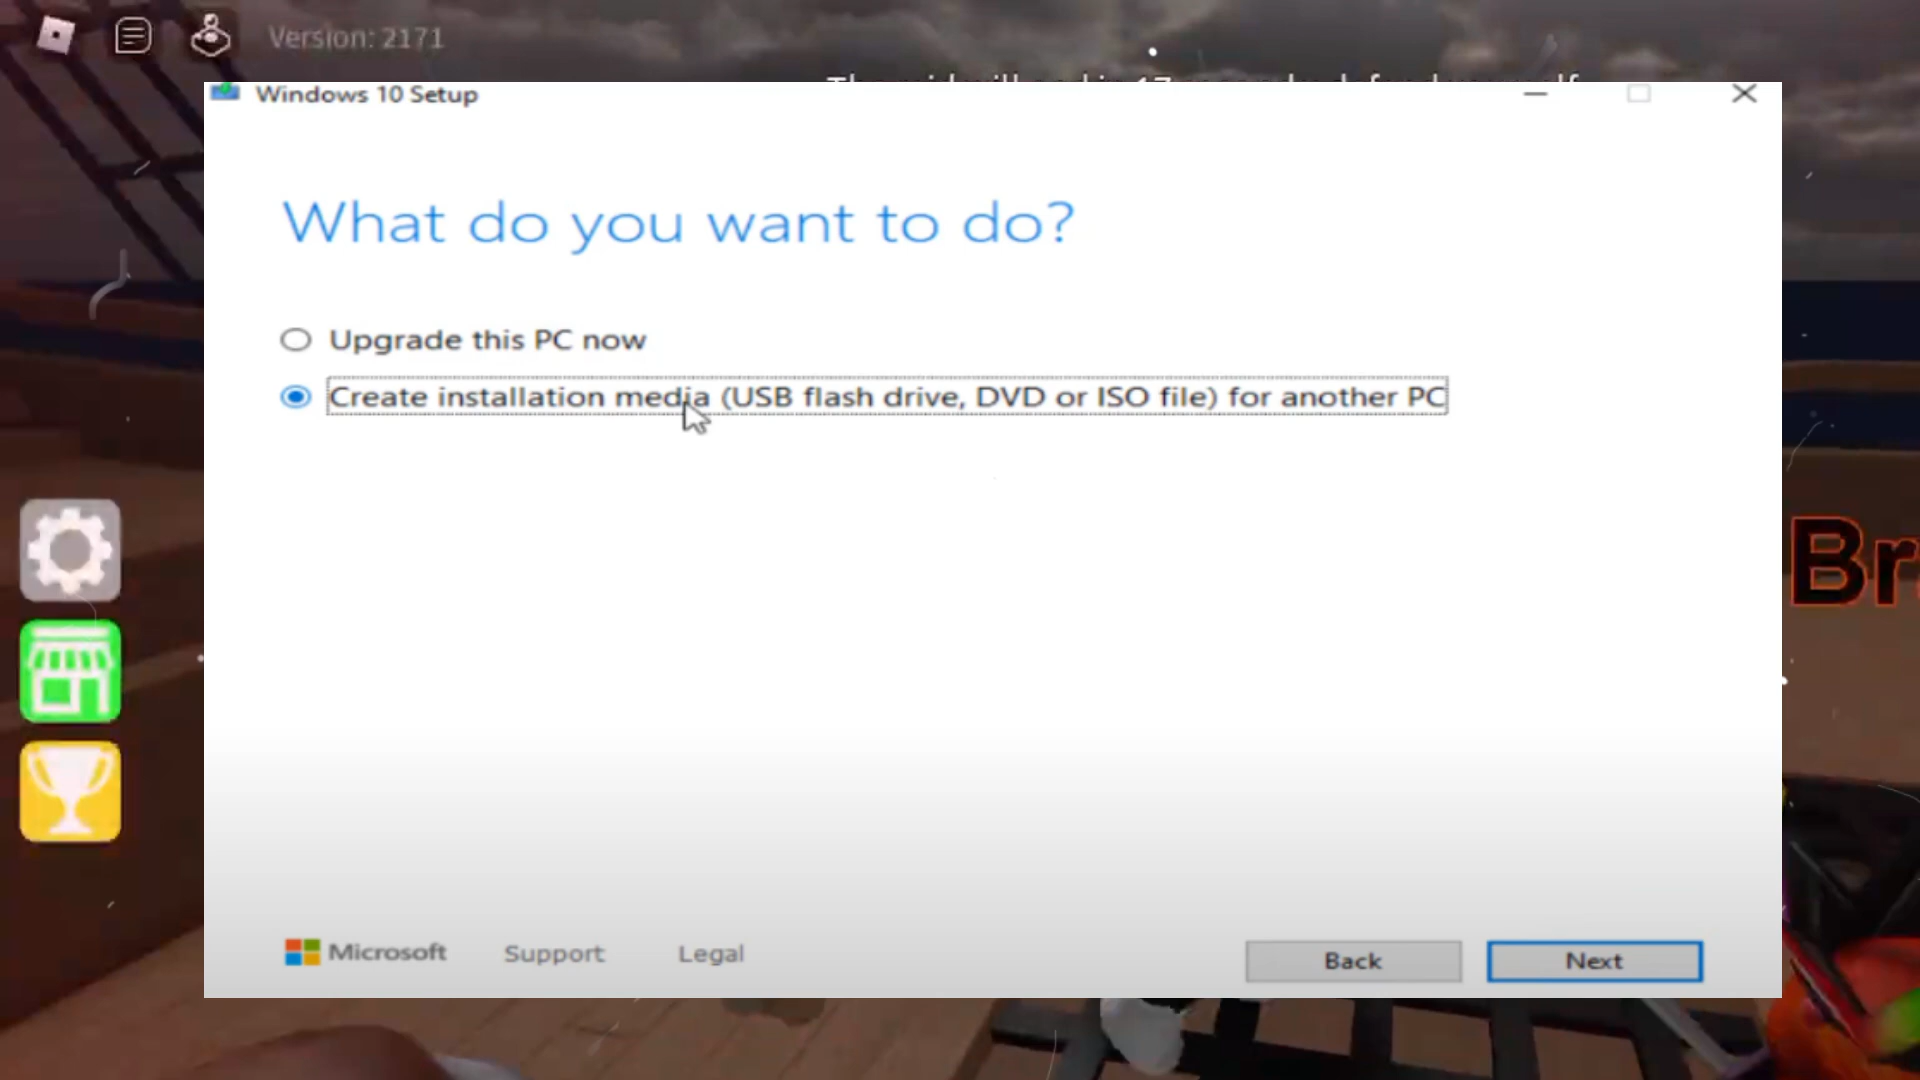 Version: 2171
Windows 10 Setup
What do you want to do?
Upgrade this PC now
Create installation media (USB flash drive, DVD or ISO file) for another PC
Microsoft Support Legal
Back Next